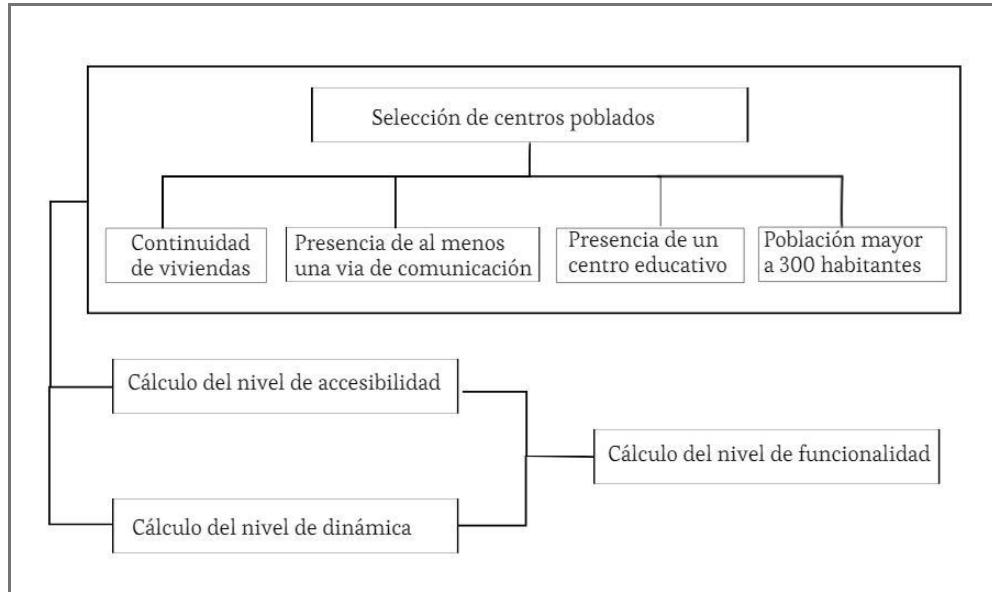 Selección de centros poblados
Continuidad
de viviendas
Presencia de al menos
una via de comunicación
Presencia de un
centro educativo
Población mayor
a 300 habitantes
Cálculo del nivel de accesibilidad
Cálculo del nivel de funcionalidad
Cálculo del nivel de dinámica